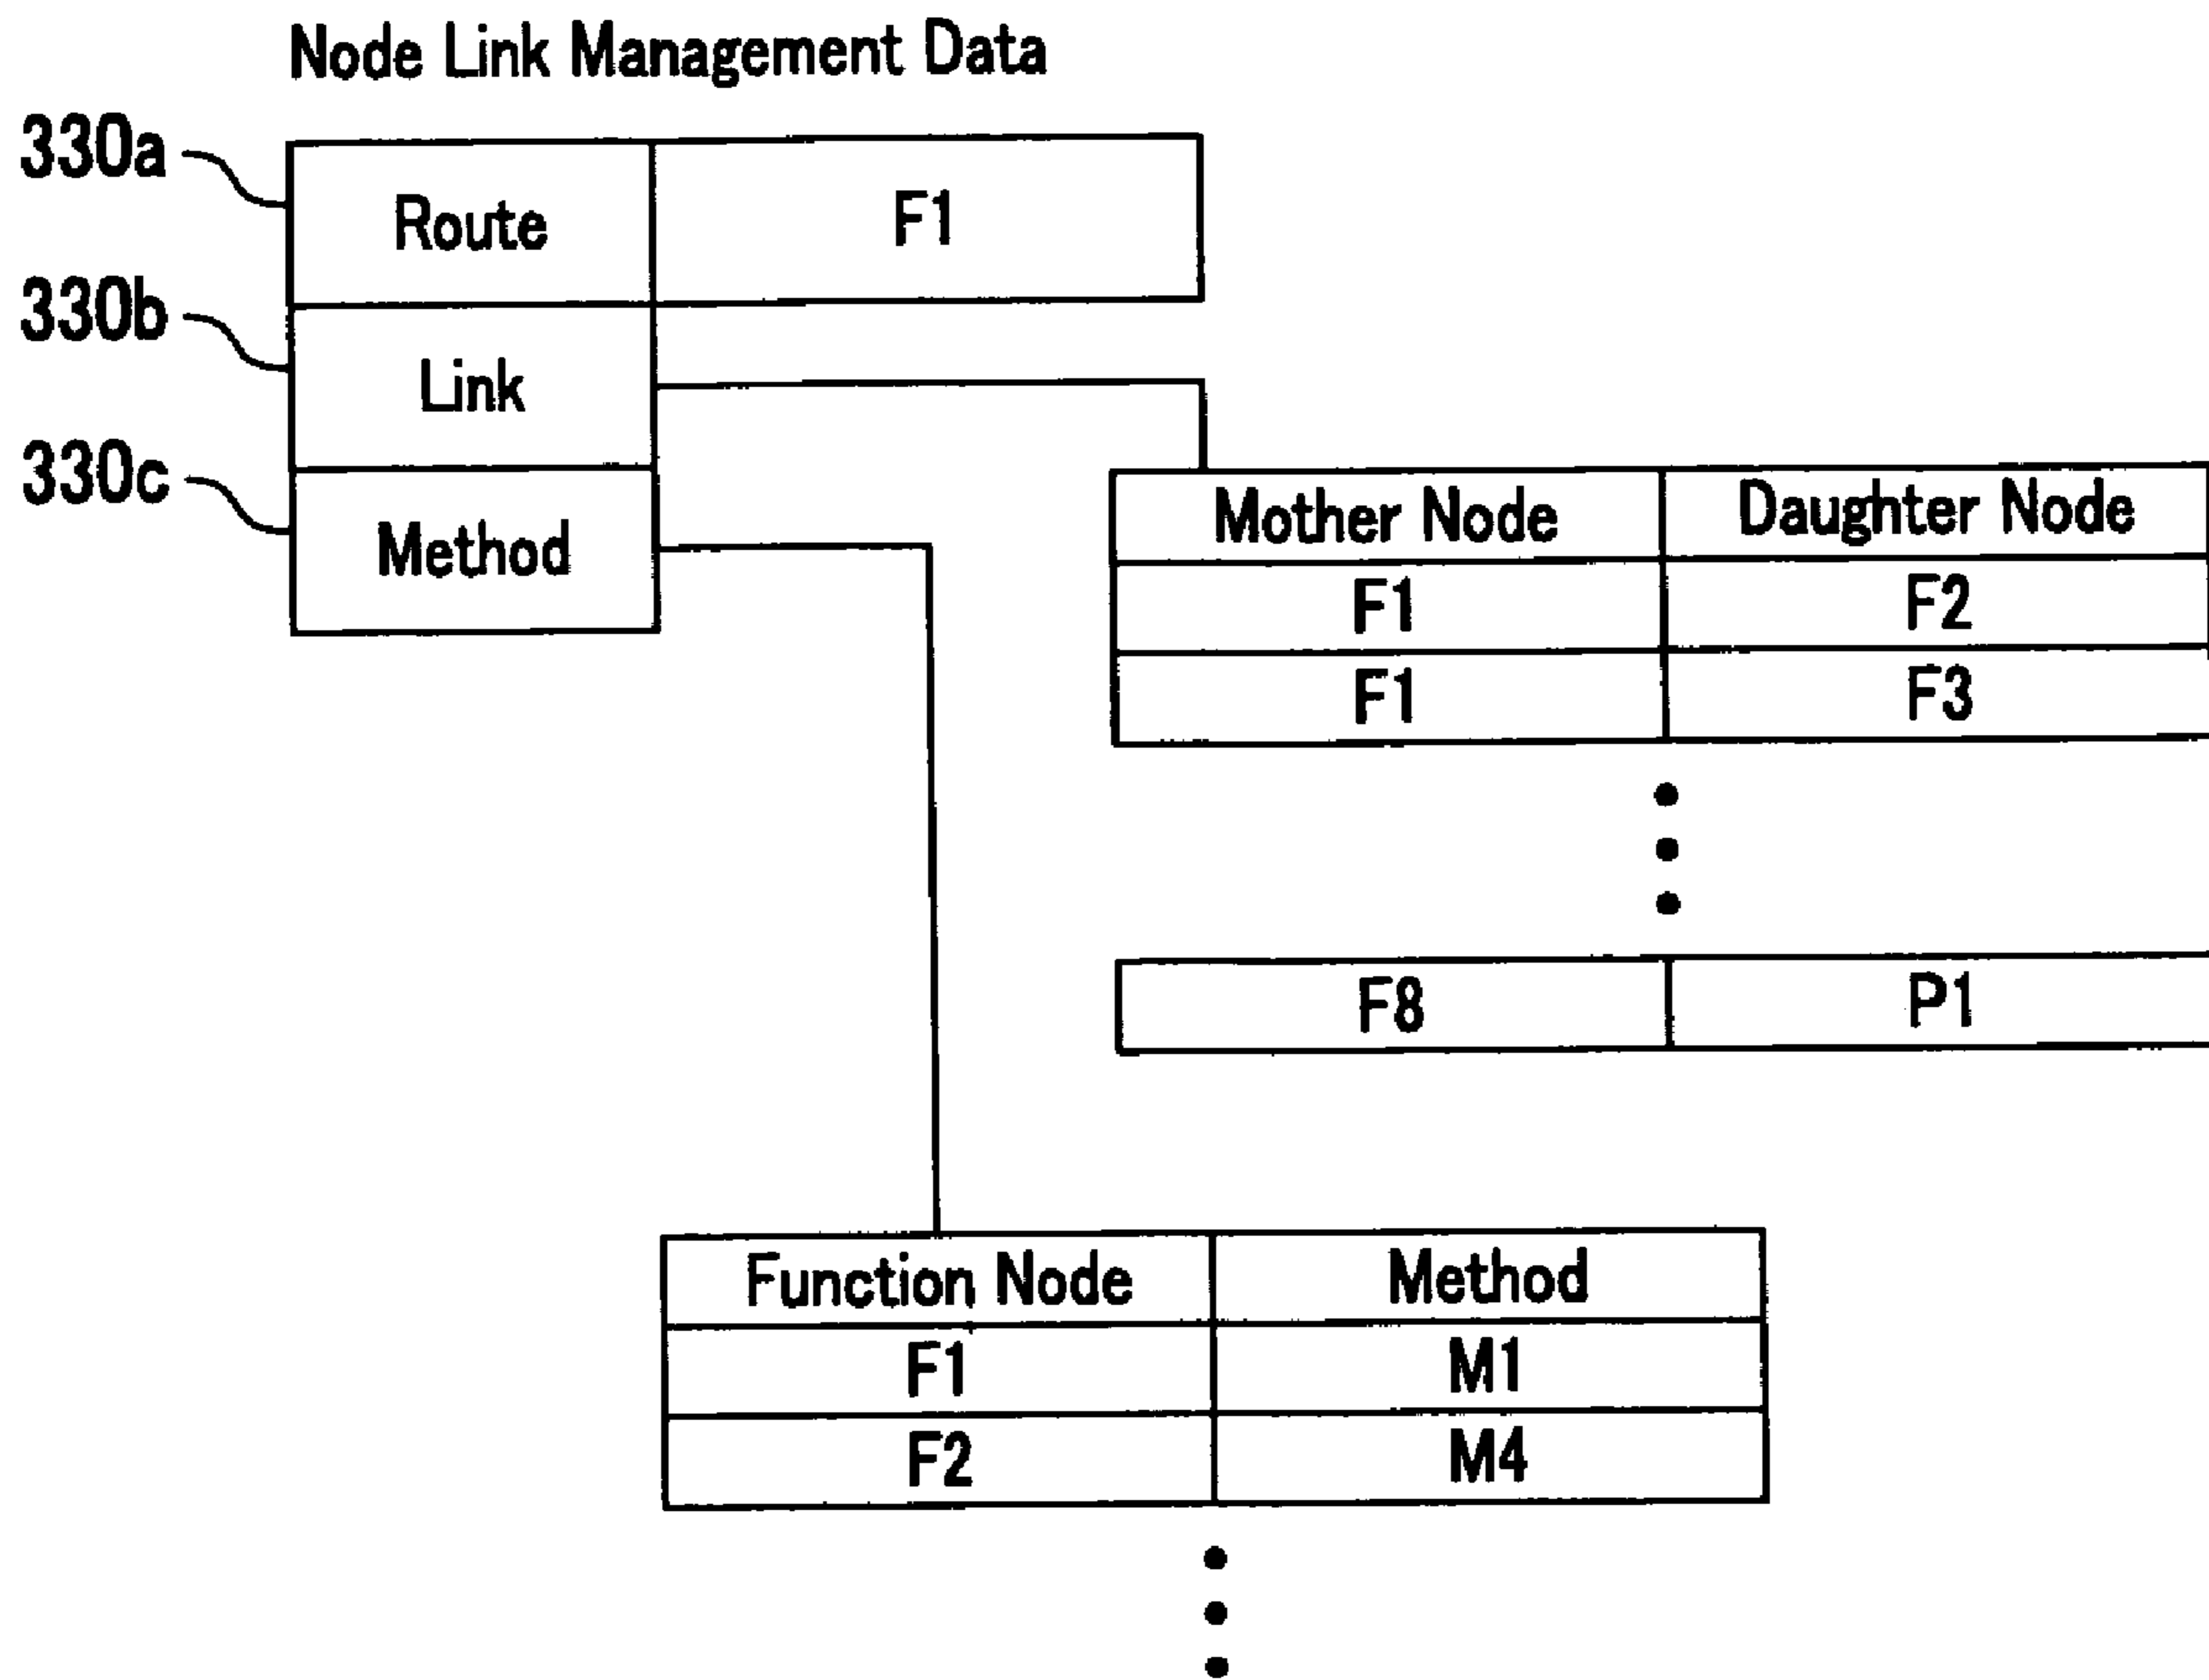 Node Link Management Data
330a
Route F1
330b
Link
330c
Method
Mother Node Daughter Node
F1 F2
F1 F3
F8 P1
Function Node Method
F1 M1
F2 M4